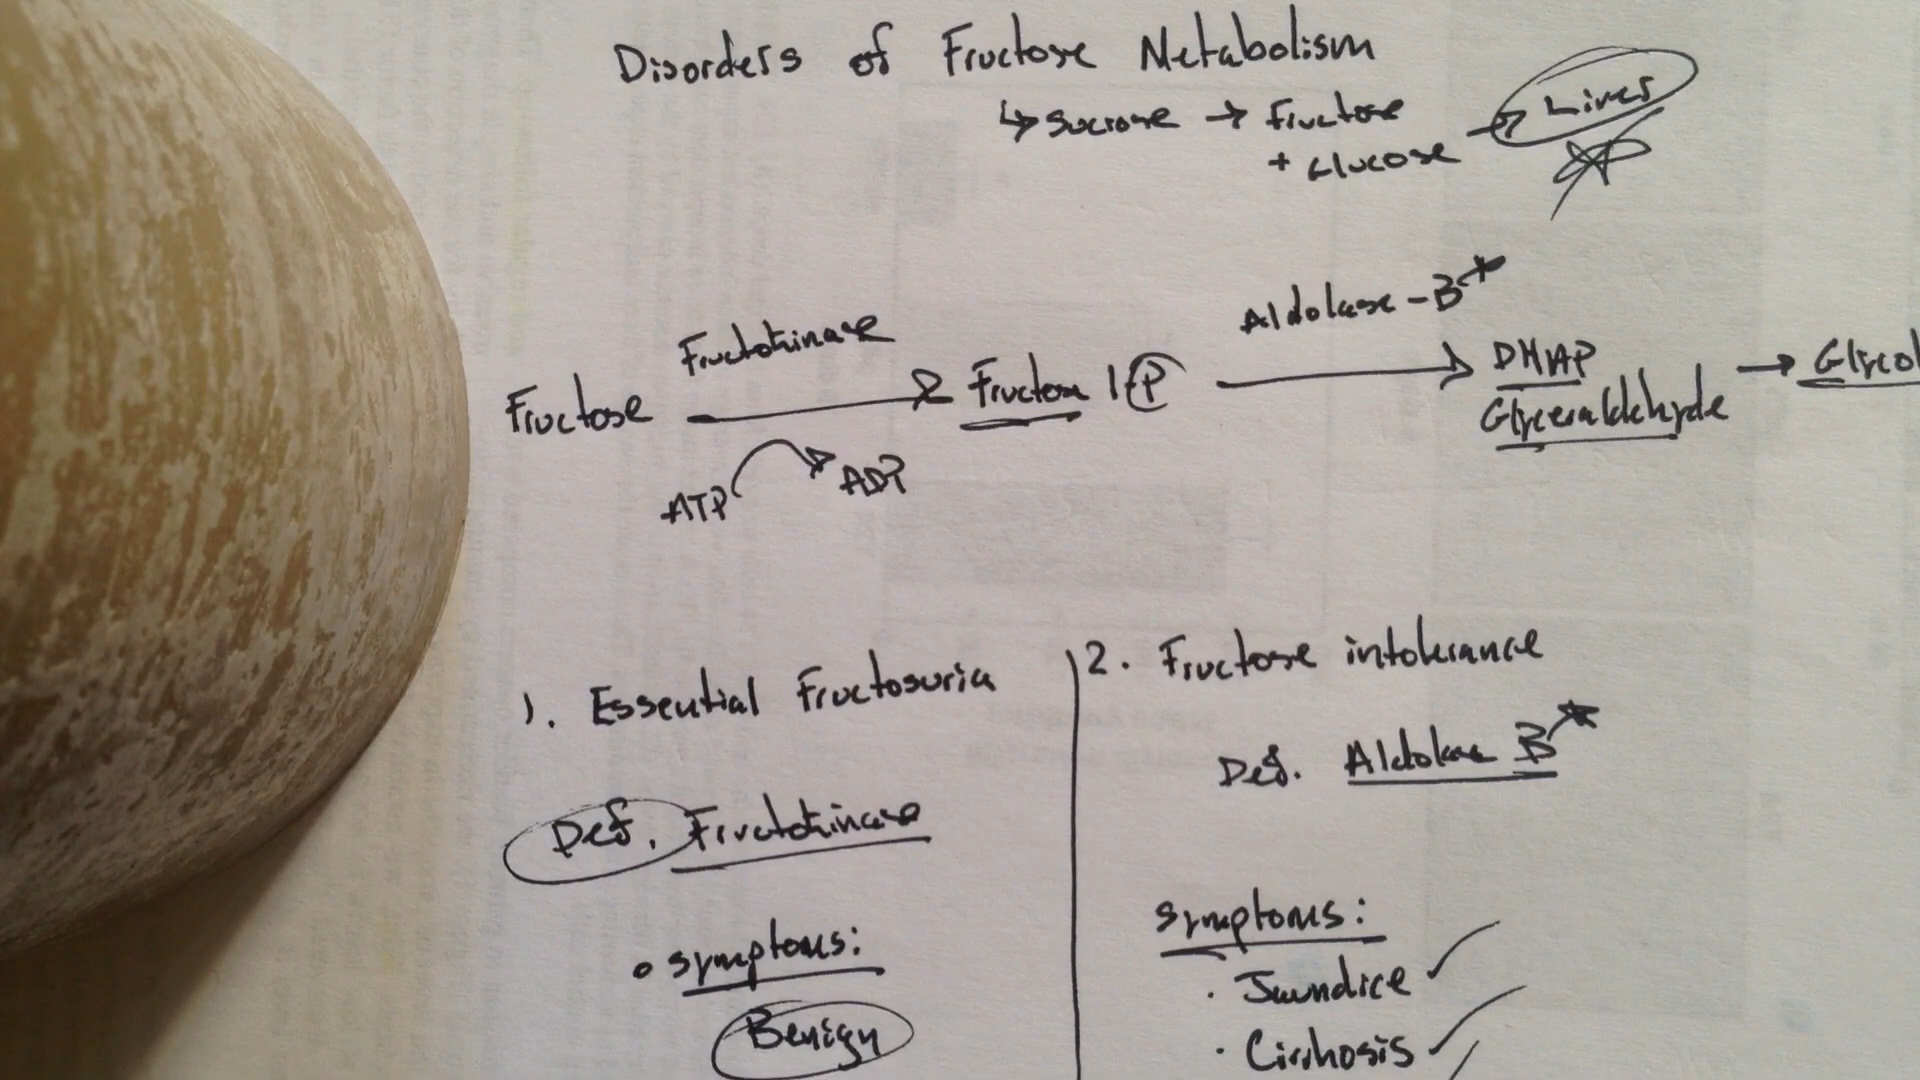 Disorders of Fructose Metabolism
↳ Sucrose → Fructose
+ Glucose → Liver
Aldolase-B*
Fructokinase
Fructose → Fructose 1-P → DHAP → Glycol
Glyceraldehyde
ATP → ADP
1. Essential Fructosuria
2. Fructose intolerance
Def. Fructokinase
Def. Aldolase B*
• symptoms:
Symptoms:
Benign
· Jaundice ✓
· Cirrhosis ✓